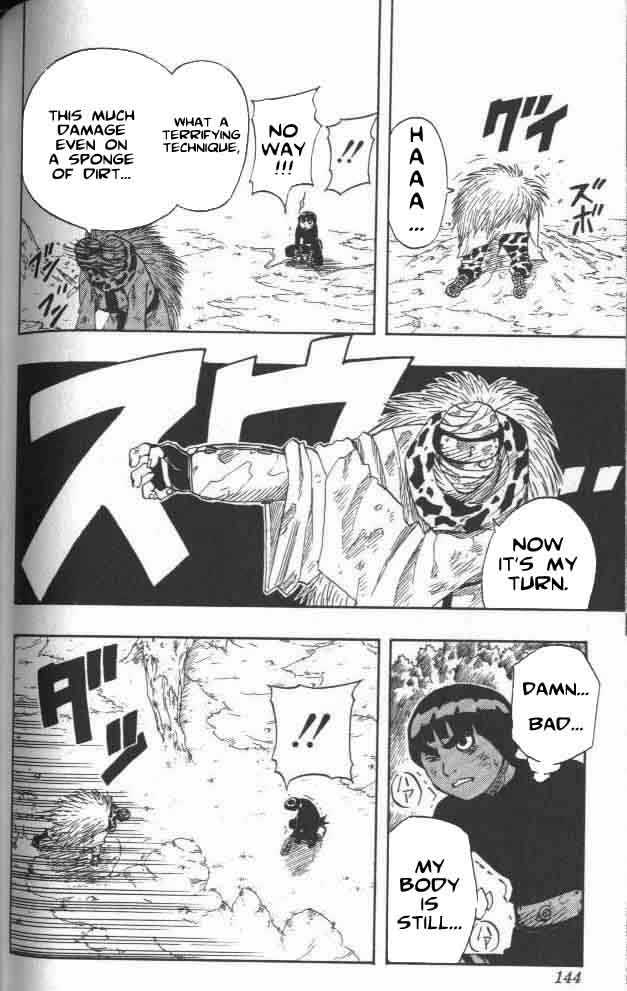 グイ
ズボ
HAAA...
!!
NO
WAY
!!!
WHAT A
TERRIFYING
TECHNIQUE,
THIS MUCH
DAMAGE
EVEN ON
A SPONGE
OF DIRT...
スウ...
NOW
IT'S MY
TURN.
DAMN...
BAD...
MY
BODY
IS
STILL...
!!
ダッ
144